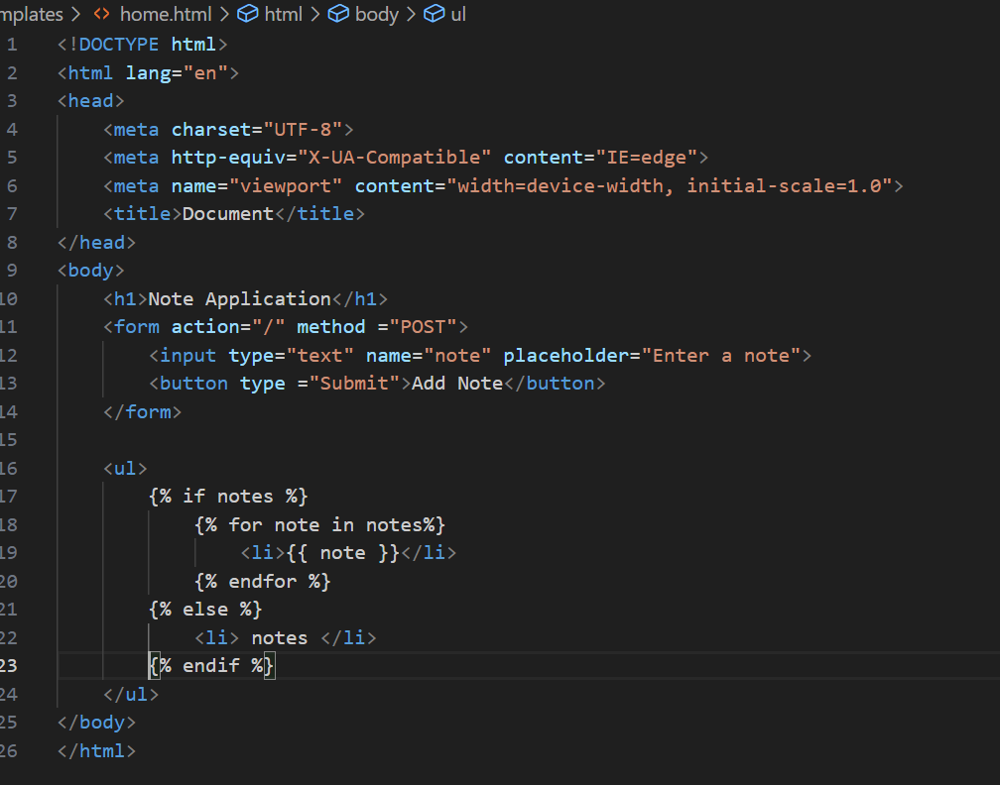 mplates > <> home.html > html > body > ul
1 <!DOCTYPE html>
2 <html lang="en">
3 <head>
4     <meta charset="UTF-8">
5     <meta http-equiv="X-UA-Compatible" content="IE=edge">
6     <meta name="viewport" content="width=device-width, initial-scale=1.0">
7     <title>Document</title>
8 </head>
9 <body>
10     <h1>Note Application</h1>
11     <form action="/" method ="POST">
12         <input type="text" name="note" placeholder="Enter a note">
13         <button type ="Submit">Add Note</button>
14     </form>
15
16     <ul>
17         {% if notes %}
18             {% for note in notes%}
19                 <li>{{ note }}</li>
20             {% endfor %}
21         {% else %}
22             <li> notes </li>
23         {% endif %}
24     </ul>
25 </body>
26 </html>